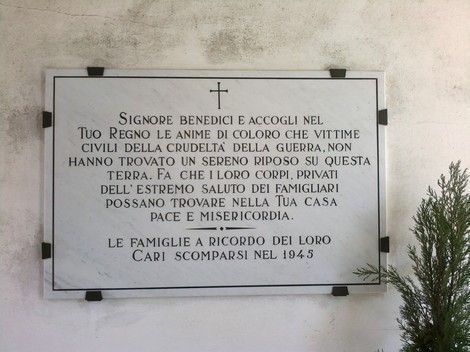 SIGNORE BENEDICI E ACCOGLI NEL
TUO REGNO LE ANIME DI COLORO CHE VITTIME
CIVILI DELLA CRUDELTA' DELLA GUERRA, NON
HANNO TROVATO UN SERENO RIPOSO SU QUESTA
TERRA. FA CHE I LORO CORPI, PRIVATI
DELL'ESTREMO SALUTO DEI FAMIGLIARI
POSSANO TROVARE NELLA TUA CASA
PACE E MISERICORDIA.
LE FAMIGLIE A RICORDO DEI LORO
CARI SCOMPARSI NEL 1945